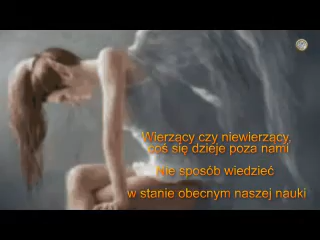 Wierzący czy niewierzący,
coś się dzieje poza nami
Nie sposób wiedzieć
w stanie obecnym naszej nauki